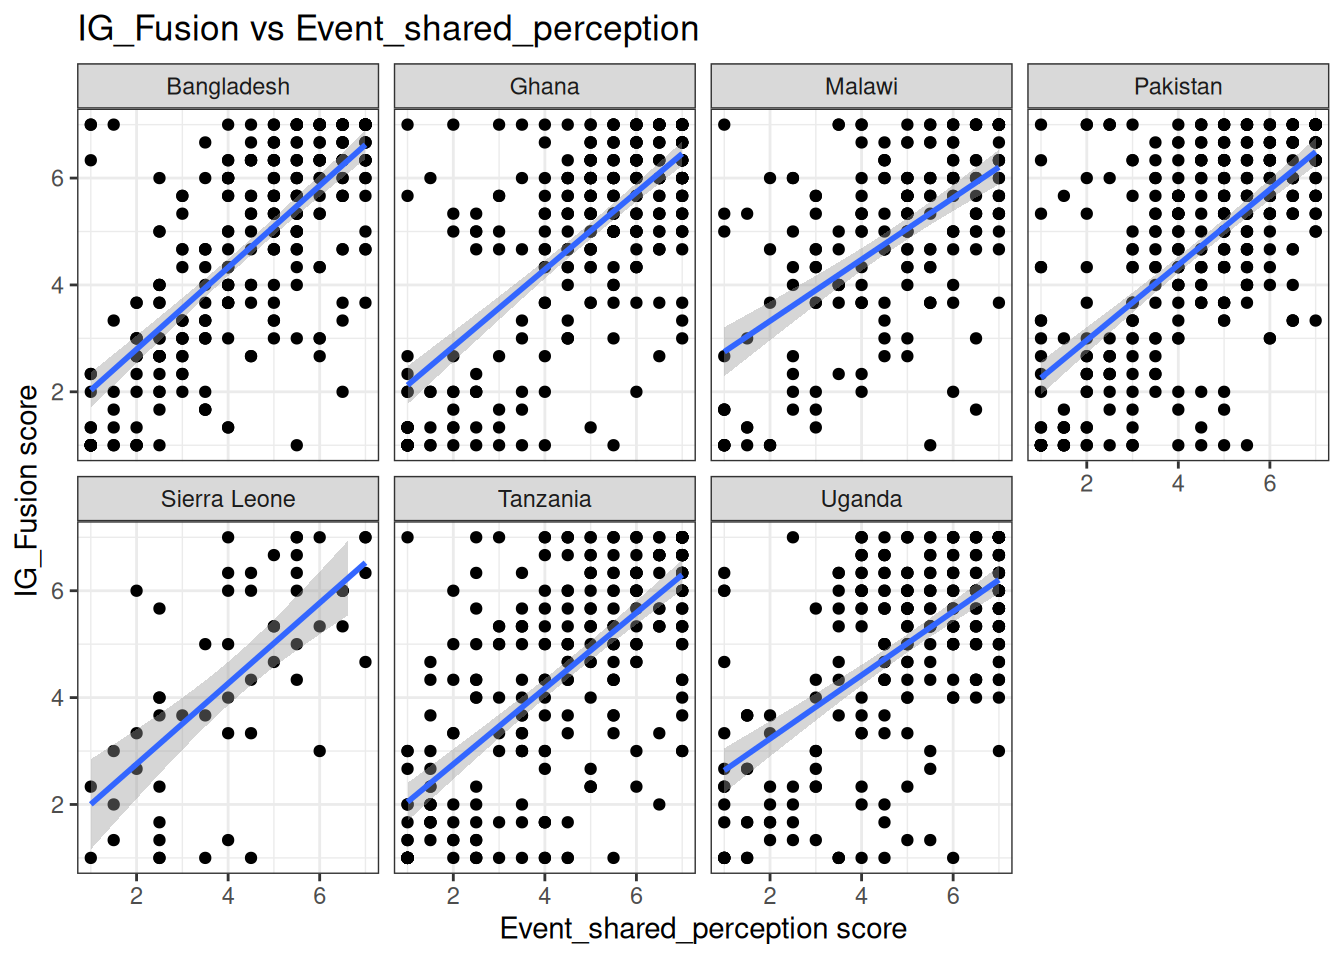 IG_Fusion vs Event_shared_perception
Bangladesh
Ghana
Malawi
Pakistan
6
4
2
2 4 6
Sierra Leone
Tanzania
Uganda
6
4
2
2 4 6
2 4 6
2 4 6
IG_Fusion score
Event_shared_perception score